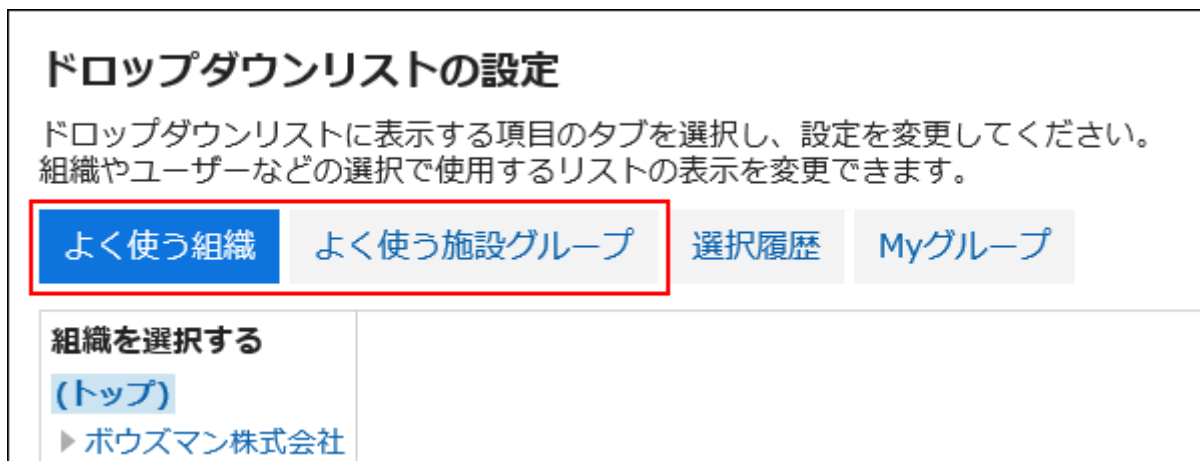 ドロップダウンリストの設定
ドロップダウンリストに表示する項目のタブを選択し、設定を変更してください。
組織やユーザーなどの選択で使用するリストの表示を変更できます。
よく使う組織 よく使う施設グループ 選択履歴 Myグループ
組織を選択する
(トップ)
ボウズマン株式会社